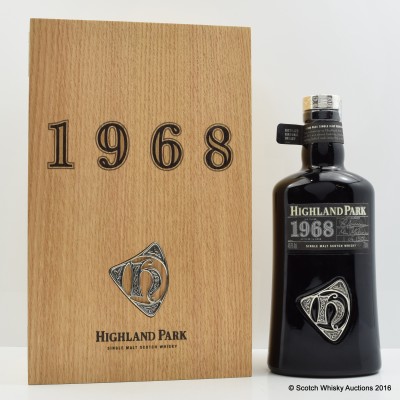 1968
H
HIGHLAND PARK
SINGLE MALT SCOTCH WHISKY
HIGHLAND PARK
1968
SINGLE MALT SCOTCH WHISKY
H
© Scotch Whisky Auctions 2016